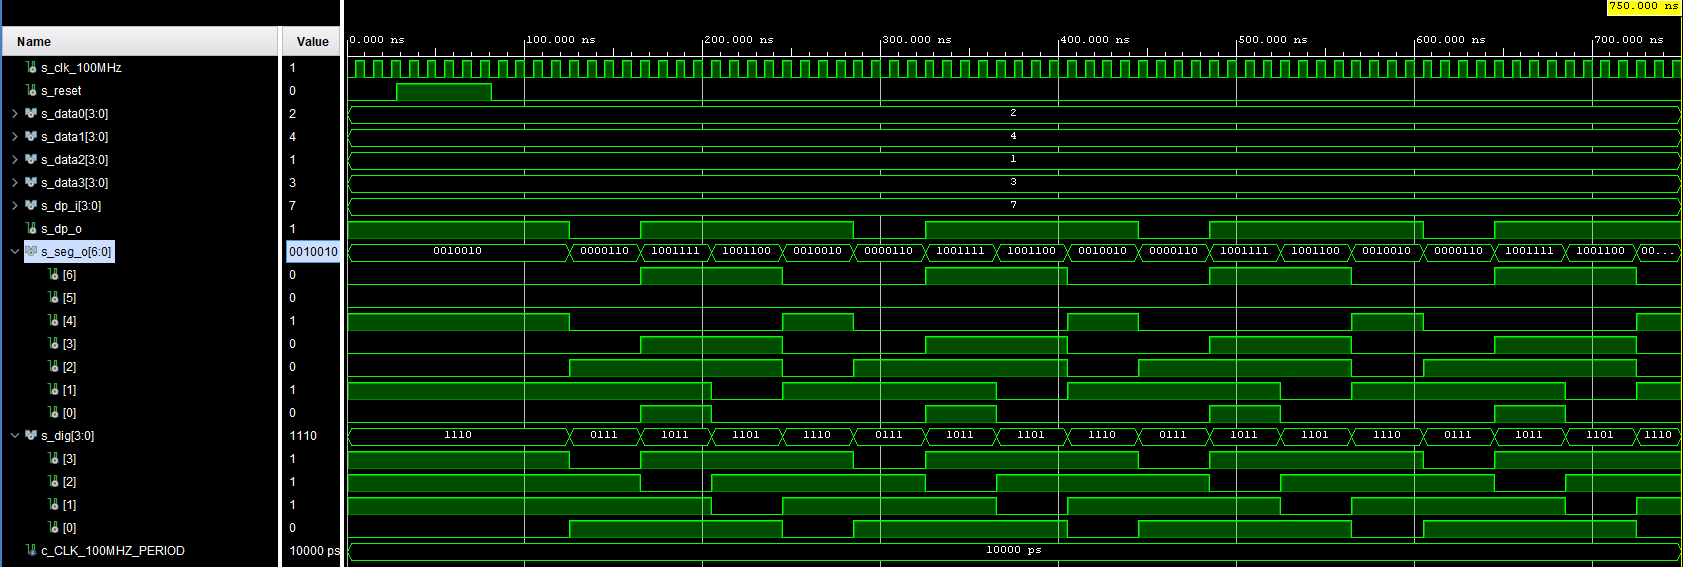 750.000 ns
Name Value
0.000 ns 100.000 ns 200.000 ns 300.000 ns 400.000 ns 500.000 ns 600.000 ns 700.000 ns
s_clk_100MHz 1
s_reset 0
s_data0[3:0] 2 2
s_data1[3:0] 4 4
s_data2[3:0] 1 1
s_data3[3:0] 3 3
s_dp_i[3:0] 7 7
s_dp_o 1
s_seg_o[6:0] 0010010 0010010 0000110 1001111 1001100 0010010 0000110 1001111 1001100 0010010 0000110 1001111 1001100 0010010 0000110 1001111 1001100 00...
[6] 0
[5] 0
[4] 1
[3] 0
[2] 0
[1] 1
[0] 0
s_dig[3:0] 1110 1110 0111 1011 1101 1110 0111 1011 1101 1110 0111 1011 1101 1110 0111 1011 1101 1110
[3] 1
[2] 1
[1] 1
[0] 0
c_CLK_100MHZ_PERIOD 10000 ps 10000 ps